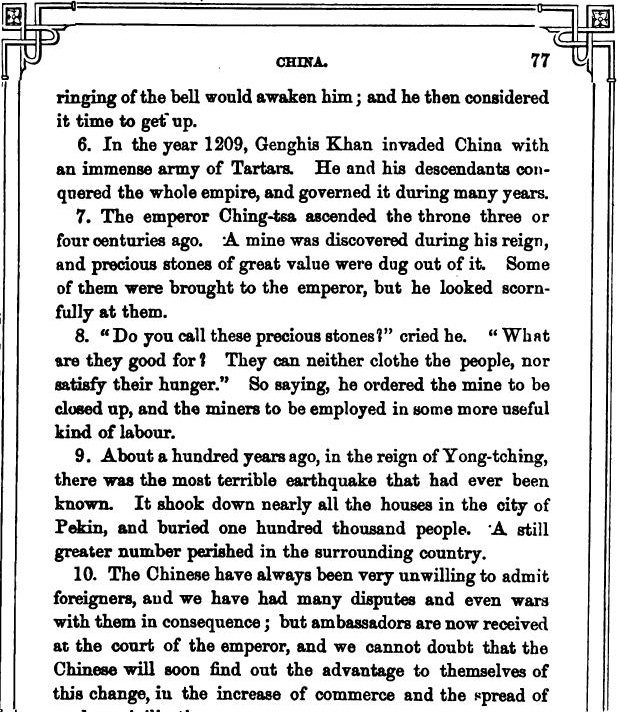 CHINA. 77
ringing of the bell would awaken him; and he then considered
it time to get up.
6. In the year 1209, Genghis Khan invaded China with
an immense army of Tartars. He and his descendants con-
quered the whole empire, and governed it during many years.
7. The emperor Ching-tsa ascended the throne three or
four centuries ago. A mine was discovered during his reign,
and precious stones of great value were dug out of it. Some
of them were brought to the emperor, but he looked scorn-
fully at them.
8. "Do you call these precious stones?" cried he. "What
are they good for? They can neither clothe the people, nor
satisfy their hunger." So saying, he ordered the mine to be
closed up, and the miners to be employed in some more useful
kind of labour.
9. About a hundred years ago, in the reign of Yong-tching,
there was the most terrible earthquake that had ever been
known. It shook down nearly all the houses in the city of
Pekin, and buried one hundred thousand people. A still
greater number perished in the surrounding country.
10. The Chinese have always been very unwilling to admit
foreigners, and we have had many disputes and even wars
with them in consequence; but ambassadors are now received
at the court of the emperor, and we cannot doubt that the
Chinese will soon find out the advantage to themselves of
this change, in the increase of commerce and the spread of